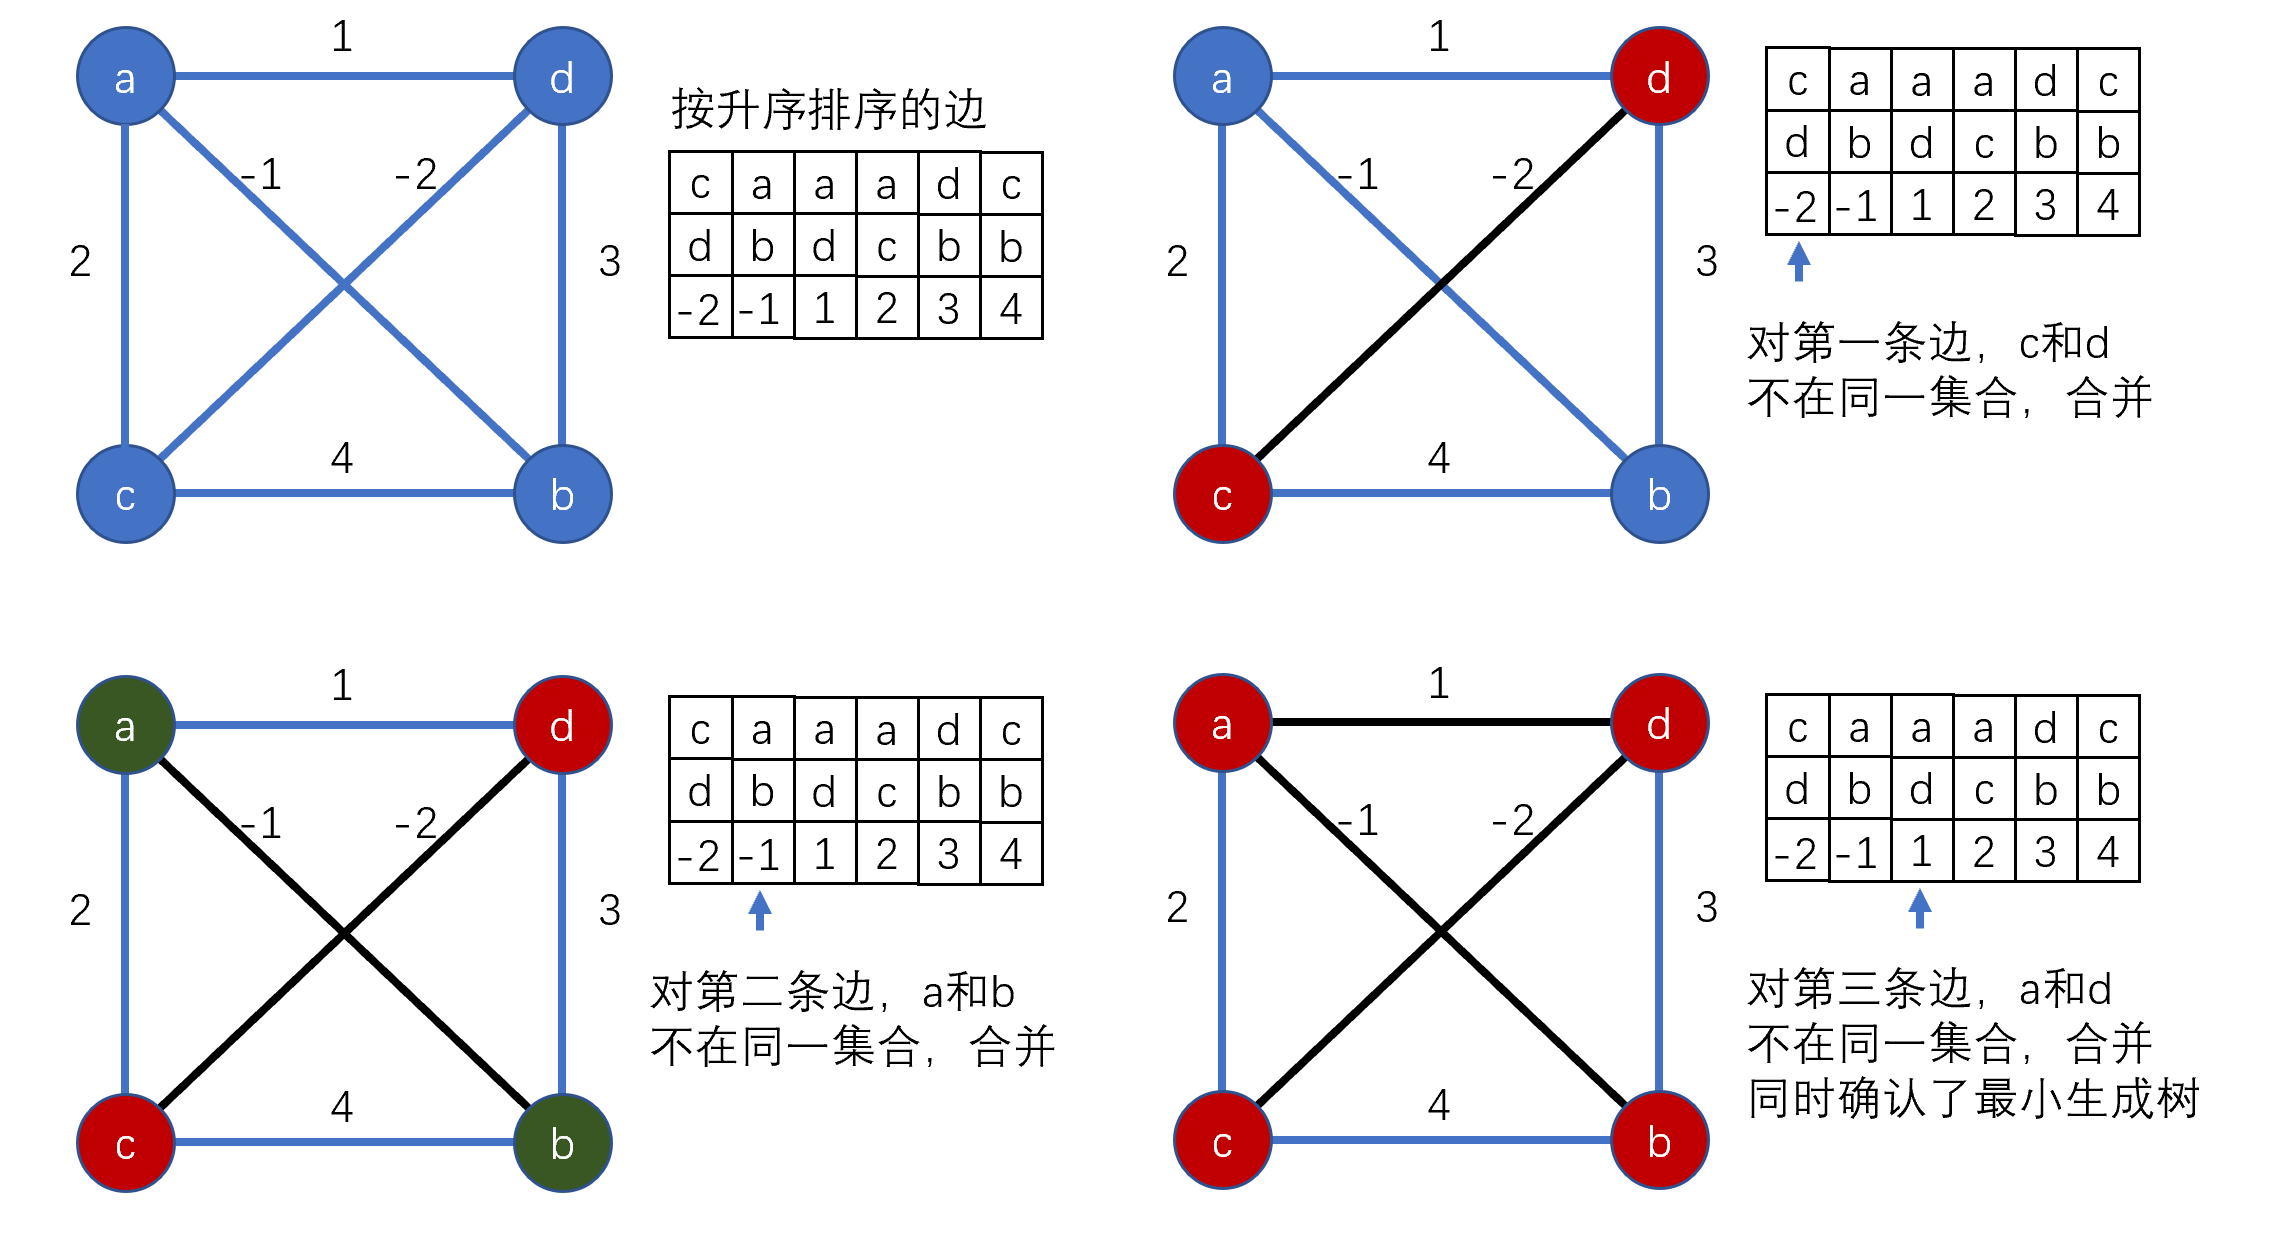 1
a
d
-1
-2
2
3
c
4
b
按升序排序的边
c a a a d c
d b d c b b
-2 -1 1 2 3 4
1
a
d
-1
-2
2
3
c
4
b
c a a a d c
d b d c b b
-2 -1 1 2 3 4
对第一条边，c和d
不在同一集合，合并
1
a
d
-1
-2
2
3
c
4
b
c a a a d c
d b d c b b
-2 -1 1 2 3 4
对第二条边，a和b
不在同一集合，合并
1
a
d
-1
-2
2
3
c
4
b
c a a a d c
d b d c b b
-2 -1 1 2 3 4
对第三条边，a和d
不在同一集合，合并
同时确认了最小生成树